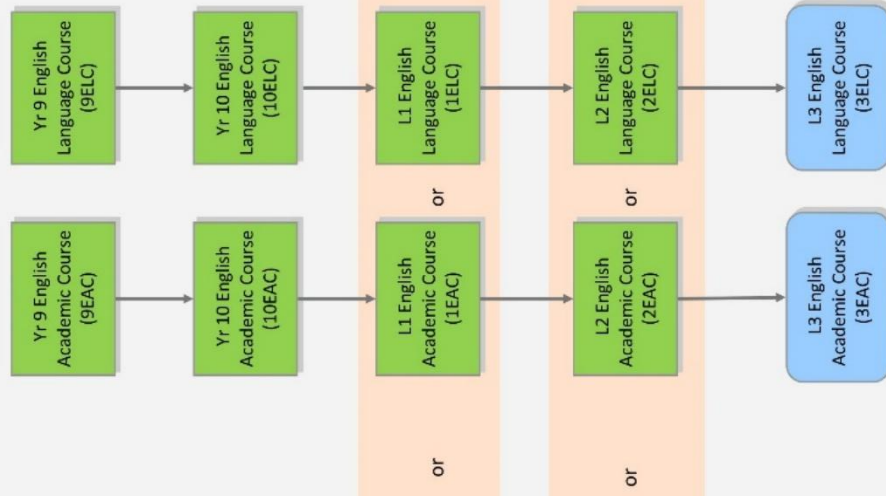 Yr 9 English
Language Course
(9ELC)
Yr 10 English
Language Course
(10ELC)
L1 English
Language Course
(1ELC)
L2 English
Language Course
(2ELC)
L3 English
Language Course
(3ELC)
or
or
Yr 9 English
Academic Course
(9EAC)
Yr 10 English
Academic Course
(10EAC)
L1 English
Academic Course
(1EAC)
L2 English
Academic Course
(2EAC)
L3 English
Academic Course
(3EAC)
or
or